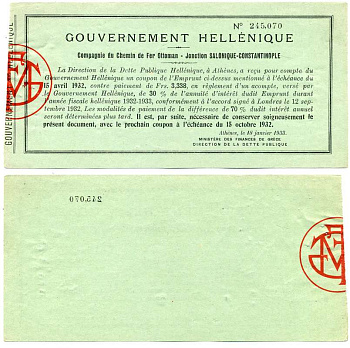 Nº 245.070
GOUVERNEMENT HELLÉNIQUE
Compagnie du Chemin de Fer Ottoman - Jonction SALONIQUE-CONSTANTINOPLE
La Direction de la Dette Publique Hellénique, à Athènes, a reçu pour compte du
Gouvernement Hellénique un coupon de l'Emprunt ci-dessus mentionné à l'échéance du
15 avril 1932, contre paiement de Frs. 3,338, en règlement d'un acompte, versé par
le Gouvernement Hellénique, de 30 % de l'annuité d'intérêt dudit Emprunt durant
l'année fiscale hellénique 1932-1933, conformément à l'accord signé à Londres le 12 sep-
tembre 1932. Les modalités de paiement de la différence de 70 % dudit intérêt annuel
seront déterminées plus tard. Il est, par suite, nécessaire de conserver soigneusement le
présent document, avec le prochain coupon à l'échéance du 15 octobre 1932.
Athènes, le 10 janvier 1933.
MINISTÈRE DES FINANCES DE GRÈCE
DIRECTION DE LA DETTE PUBLIQUE
GOUVERNEMENT HELLÉNIQUE
245.070